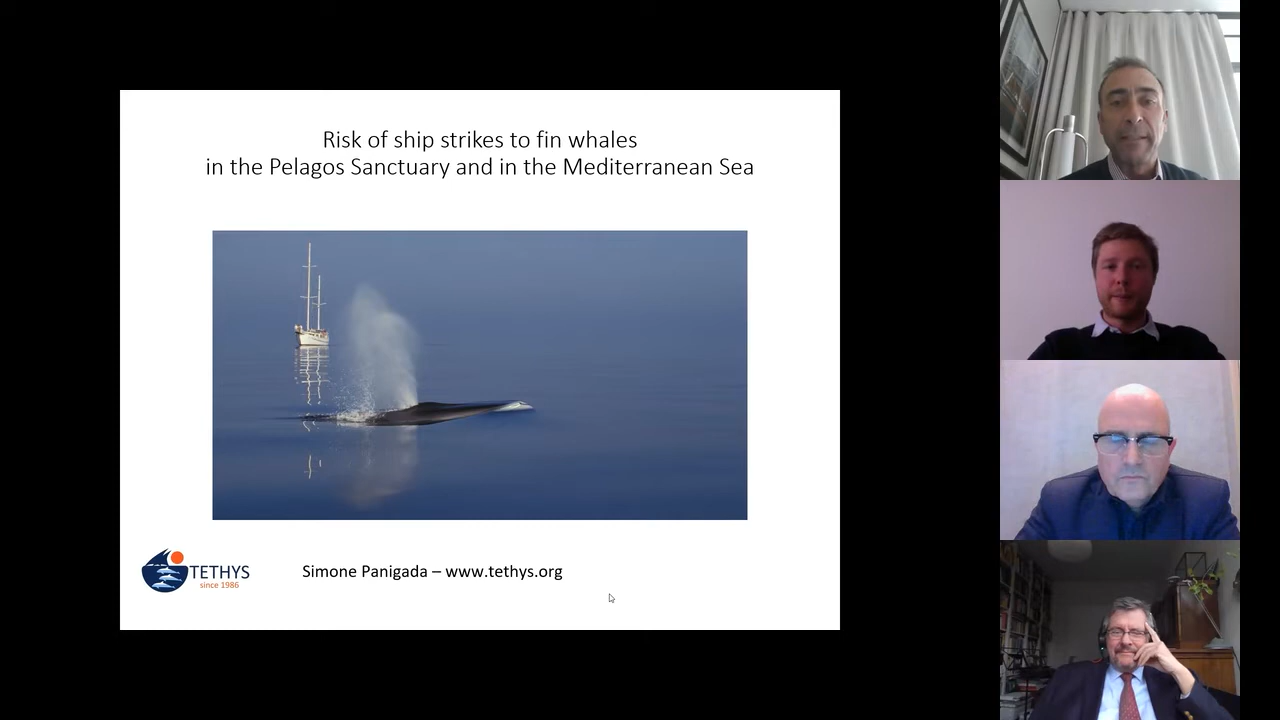 Risk of ship strikes to fin whales
in the Pelagos Sanctuary and in the Mediterranean Sea
TETHYS
since 1986
Simone Panigada – www.tethys.org